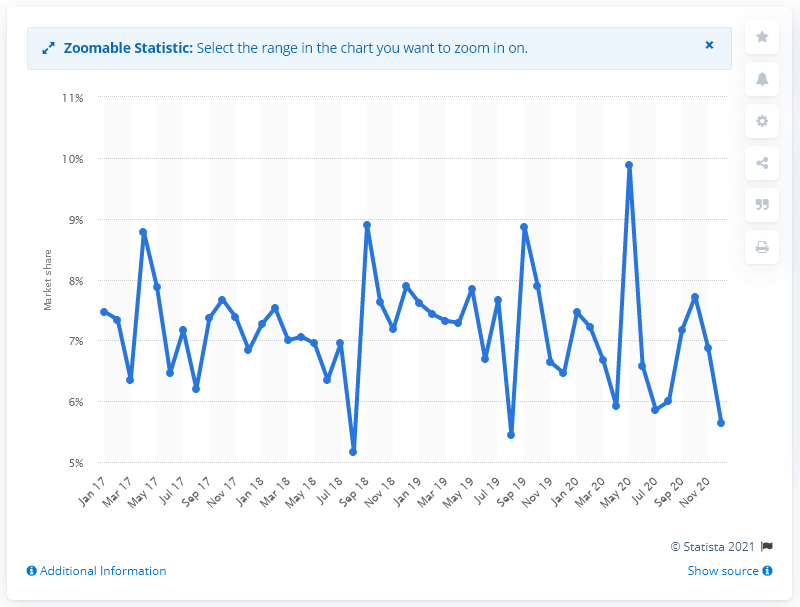 Zoomable Statistic: Select the range in the chart you want to zoom in on.
11%
10%
9%
8%
7%
6%
5%
Market share
Jan 17
Mar 17
May 17
Jul 17
Sep 17
Nov 17
Jan 18
Mar 18
May 18
Jul 18
Sep 18
Nov 18
Jan 19
Mar 19
May 19
Jul 19
Sep 19
Nov 19
Jan 20
Mar 20
May 20
Jul 20
Sep 20
Nov 20
© Statista 2021
Additional Information
Show source